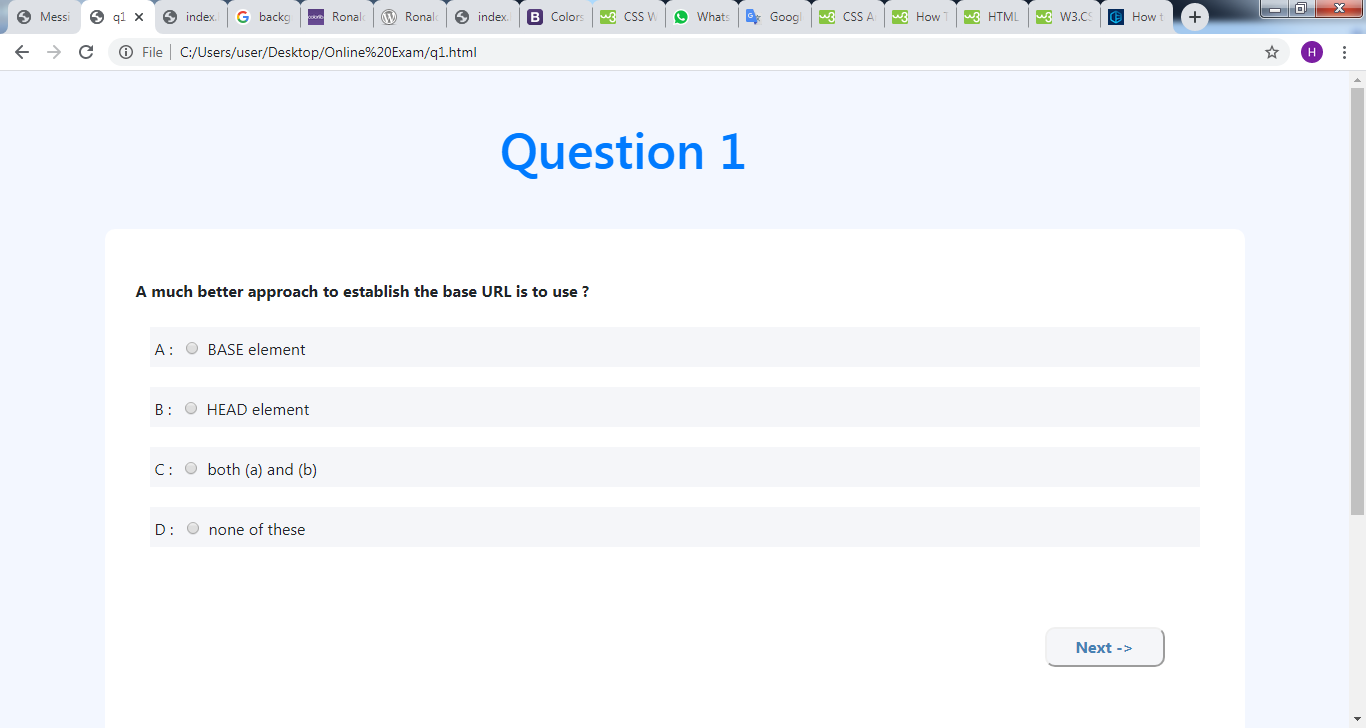 Messi q1 index. G backg colorlib Ronal Ronal index. B Colors CSS W Whats Googl CSS A How T HTML W3.CS How t
File C:/Users/user/Desktop/Online%20Exam/q1.html H
Question 1
A much better approach to establish the base URL is to use ?
A : BASE element
B : HEAD element
C : both (a) and (b)
D : none of these
Next ->